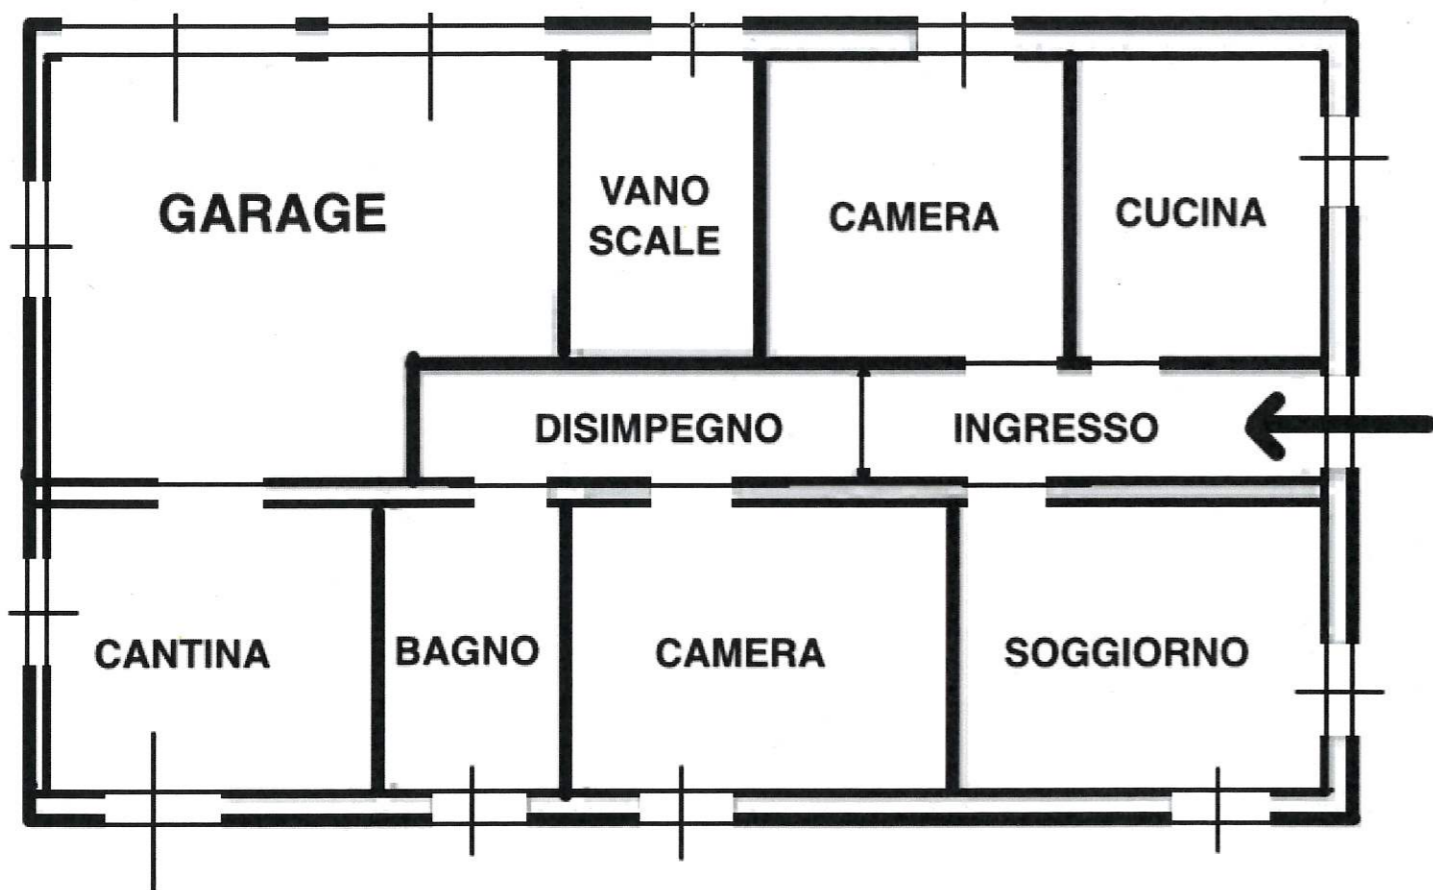 GARAGE
VANO
SCALE
CAMERA
CUCINA
DISIMPEGNO
INGRESSO
CANTINA
BAGNO
CAMERA
SOGGIORNO